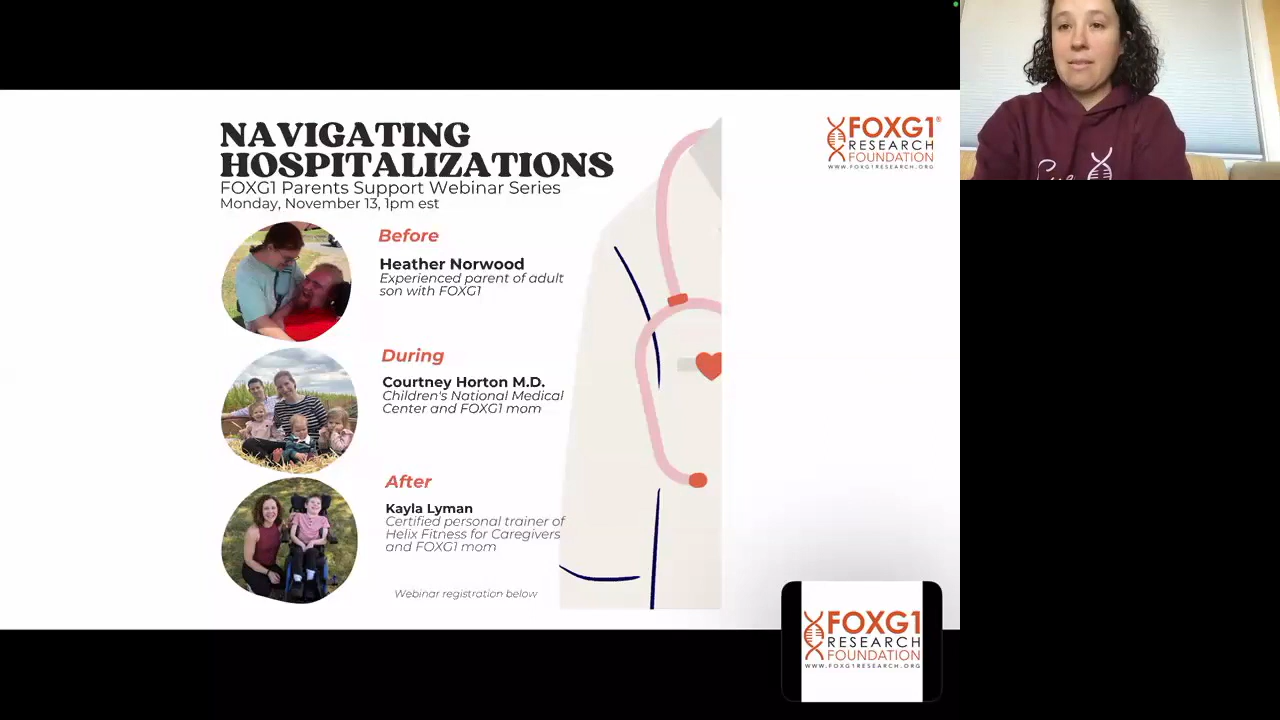 NAVIGATING
HOSPITALIZATIONS
FOXG1 Parents Support Webinar Series
Monday, November 13, 1pm est
Before
Heather Norwood
Experienced parent of adult
son with FOXG1
During
Courtney Horton M.D.
Children's National Medical
Center and FOXG1 mom
After
Kayla Lyman
Certified personal trainer of
Helix Fitness for Caregivers
and FOXG1 mom
Webinar registration below
FOXG1®
RESEARCH
FOUNDATION
WWW.FOXG1RESEARCH.ORG
FOXG1
RESEARCH
FOUNDATION
WWW.FOXG1RESEARCH.ORG